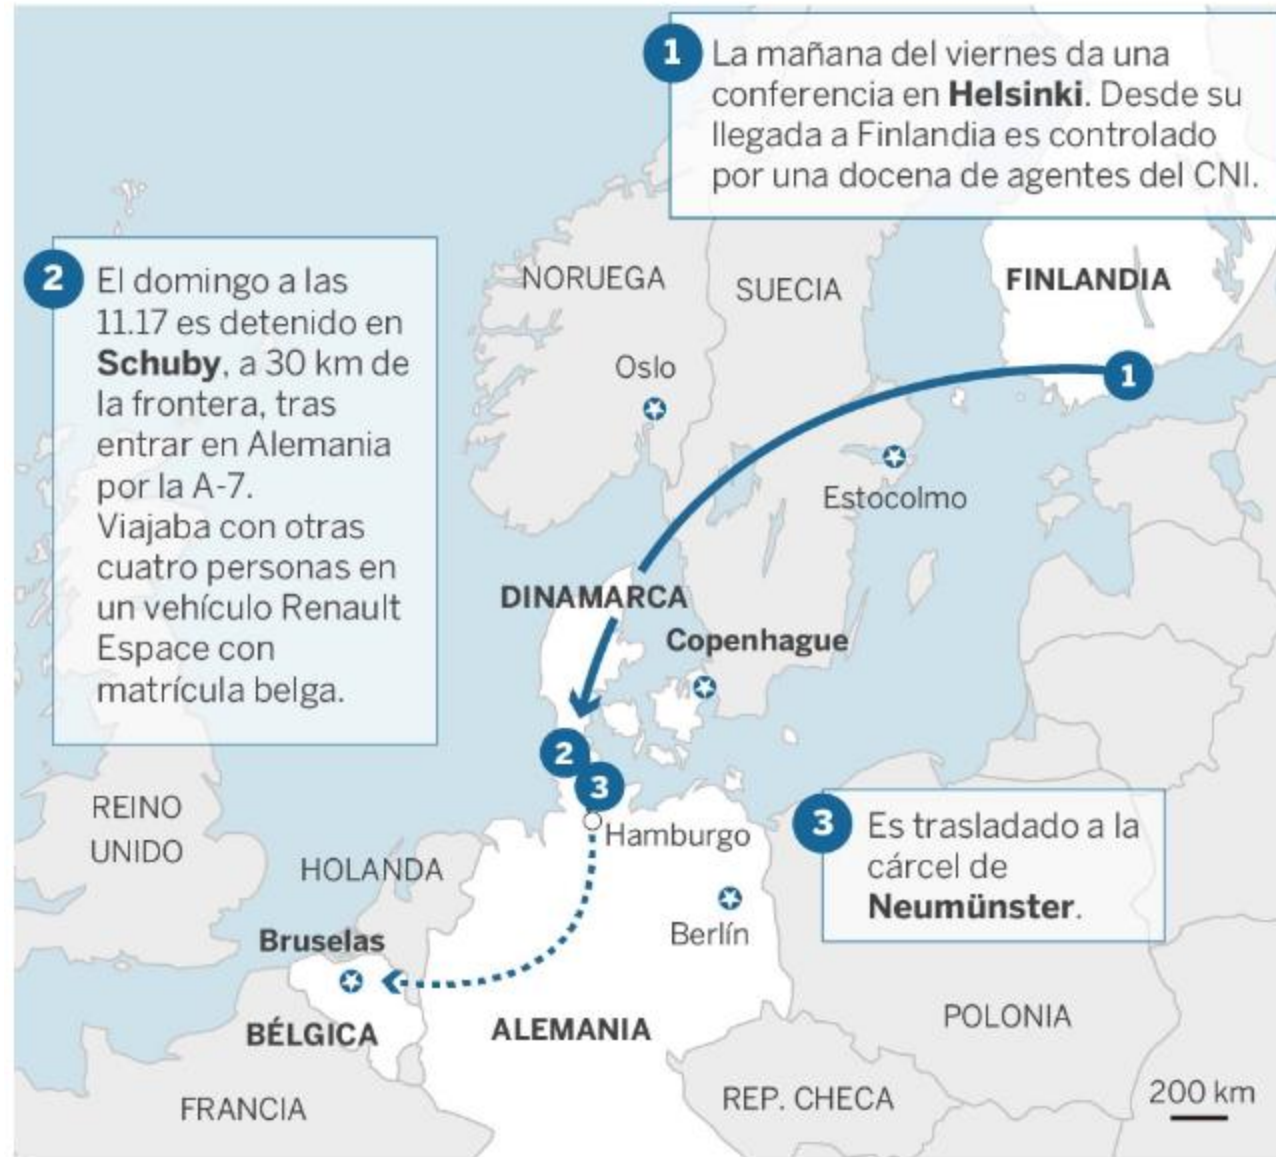 1
La mañana del viernes da una
conferencia en Helsinki. Desde su
llegada a Finlandia es controlado
por una docena de agentes del CNI.
2
El domingo a las
11.17 es detenido en
Schuby, a 30 km de
la frontera, tras
entrar en Alemania
por la A-7.
Viajaba con otras
cuatro personas en
un vehículo Renault
Espace con
matrícula belga.
NORUEGA
SUECIA
FINLANDIA
Oslo
1
Estocolmo
DINAMARCA
Copenhague
2
3
Hamburgo
REINO
UNIDO
HOLANDA
3
Es trasladado a la
cárcel de
Neumünster.
Berlín
Bruselas
BÉLGICA
ALEMANIA
POLONIA
FRANCIA
REP. CHECA
200 km